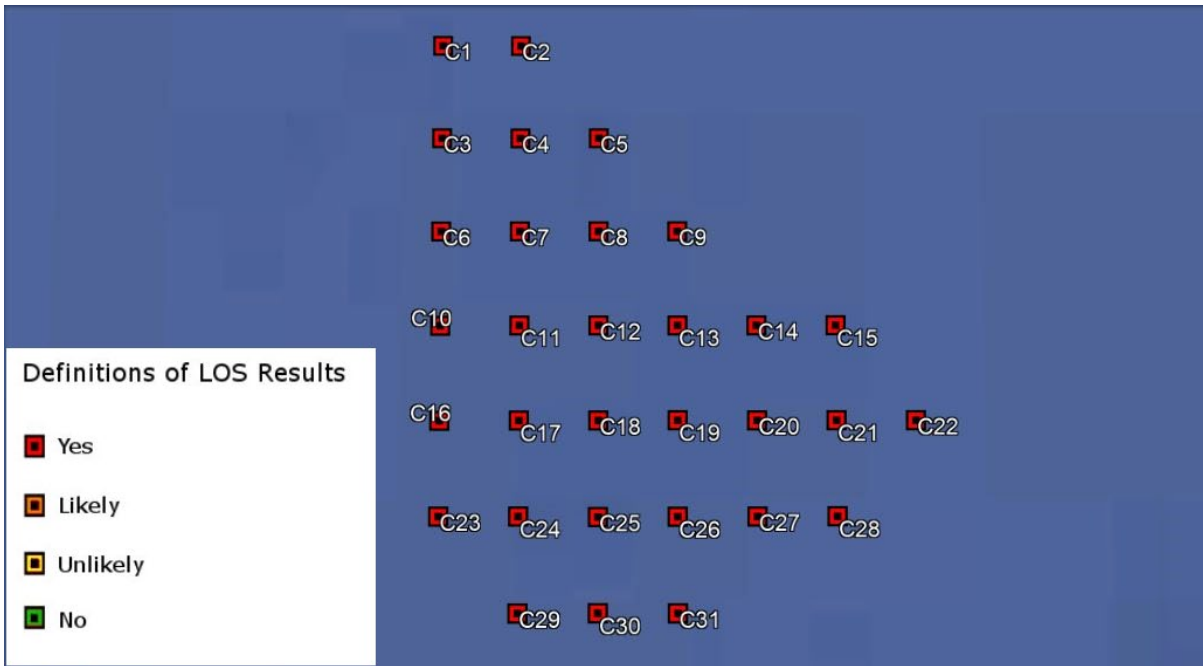 C1 C2
C3 C4 C5
C6 C7 C8 C9
C10 C11 C12 C13 C14 C15
C16 C17 C18 C19 C20 C21 C22
C23 C24 C25 C26 C27 C28
C29 C30 C31
Definitions of LOS Results
Yes
Likely
Unlikely
No